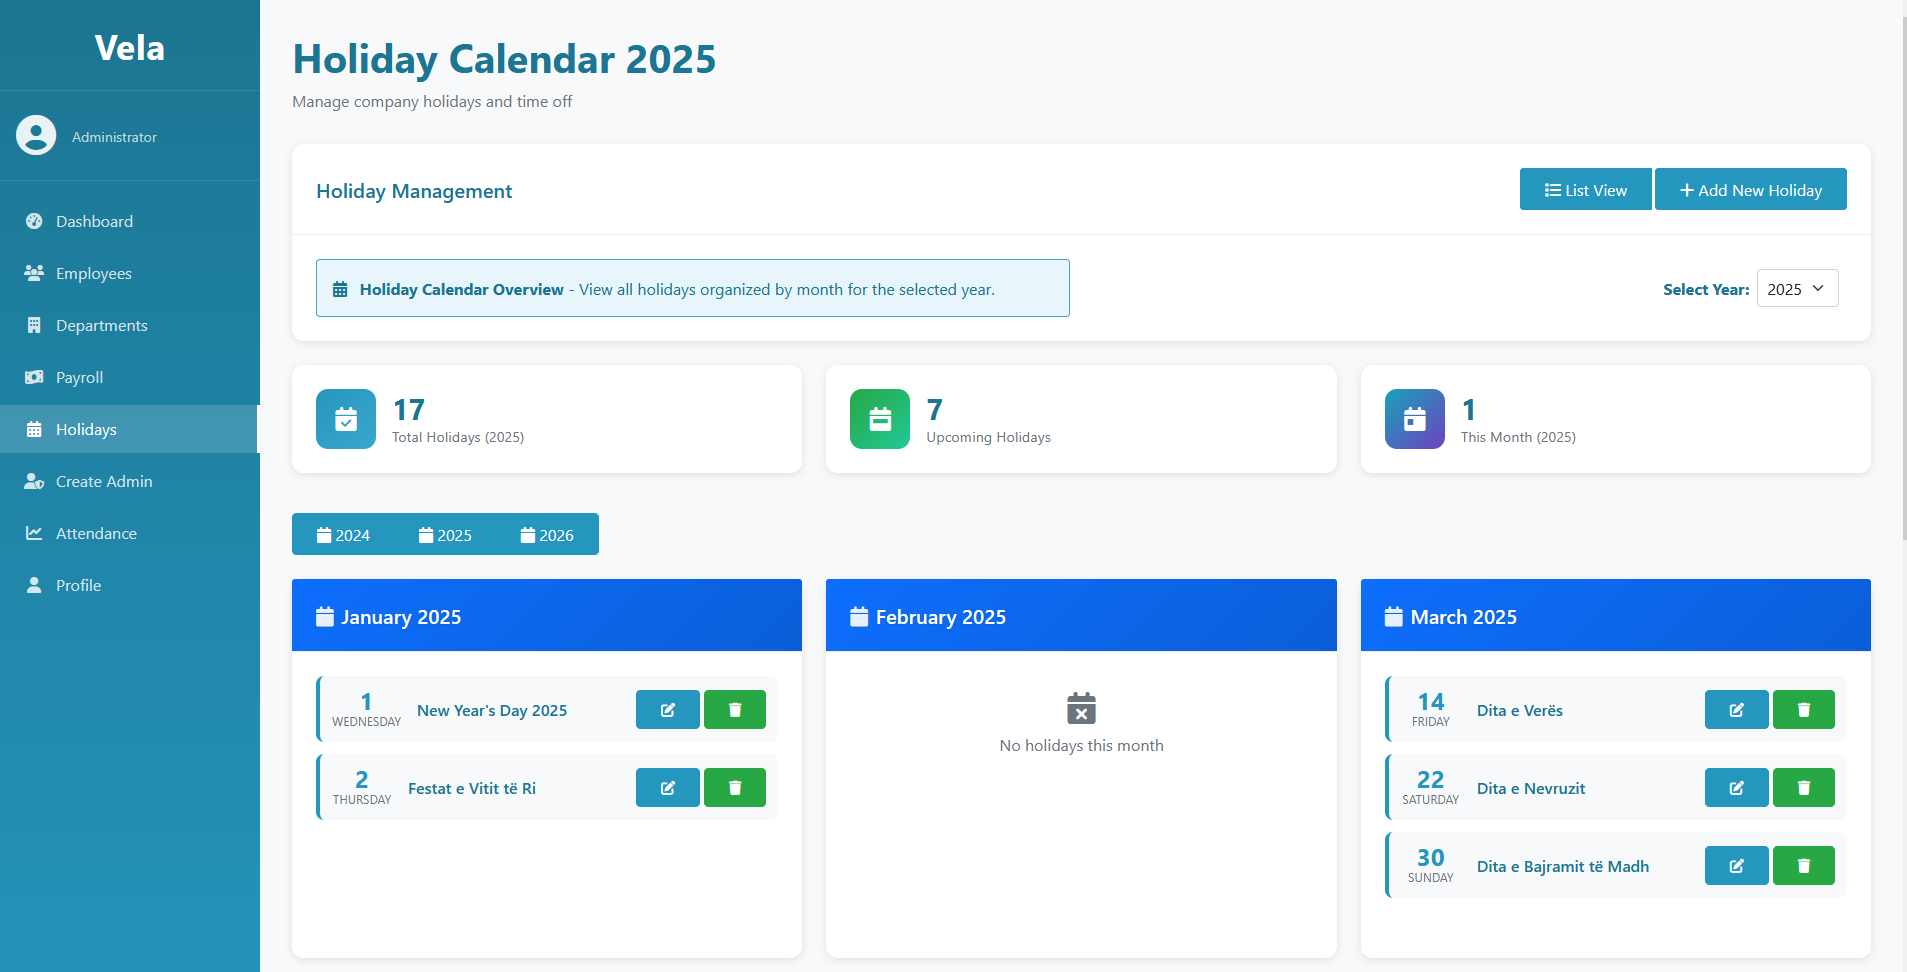 Vela
Administrator
Dashboard
Employees
Departments
Payroll
Holidays
Create Admin
Attendance
Profile
Holiday Calendar 2025
Manage company holidays and time off
Holiday Management
List View
Add New Holiday
Holiday Calendar Overview - View all holidays organized by month for the selected year.
Select Year: 2025
17
Total Holidays (2025)
7
Upcoming Holidays
1
This Month (2025)
2024 2025 2026
January 2025
1
WEDNESDAY
New Year's Day 2025
2
THURSDAY
Festat e Vitit të Ri
February 2025
No holidays this month
March 2025
14
FRIDAY
Dita e Verës
22
SATURDAY
Dita e Nevruzit
30
SUNDAY
Dita e Bajramit të Madh